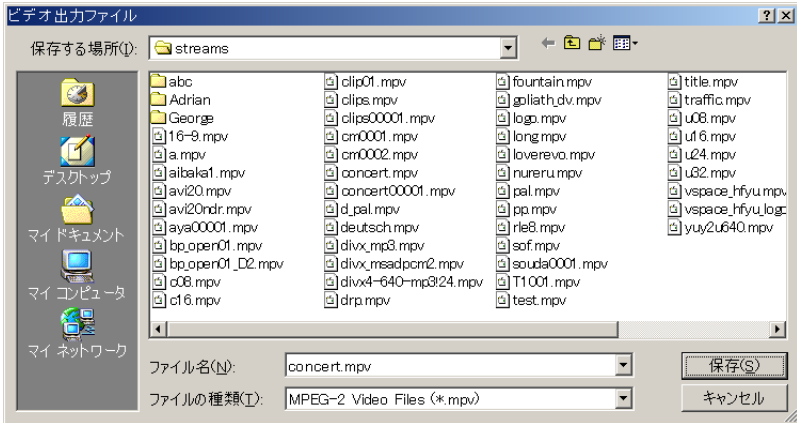 ビデオ出力ファイル
保存する場所(I):
streams
履歴
デスクトップ
マイ ドキュメント
マイ コンピュータ
マイ ネットワーク
abc
Adrian
George
16-9.mpv
a.mpv
aibaka1.mpv
avi20.mpv
avi20ndr.mpv
aya00001.mpv
bp_open01.mpv
bp_open01_D2.mpv
c08.mpv
c16.mpv
clip01.mpv
clips.mpv
clips00001.mpv
cm0001.mpv
cm0002.mpv
concert.mpv
concert00001.mpv
d_pal.mpv
deutsch.mpv
divx_mp3.mpv
divx_msadpcm2.mpv
divx4-640-mp3!24.mpv
drp.mpv
fountain.mpv
goliath_dv.mpv
logo.mpv
long.mpv
loverevo.mpv
nureru.mpv
pal.mpv
pp.mpv
rle8.mpv
sof.mpv
souda0001.mpv
T1001.mpv
test.mpv
title.mpv
traffic.mpv
u08.mpv
u16.mpv
u24.mpv
u32.mpv
vspace_hfyu.mpv
vspace_hfyu_logo
yuy2u640.mpv
ファイル名(N):
concert.mpv
保存(S)
ファイルの種類(T):
MPEG-2 Video Files (*.mpv)
キャンセル